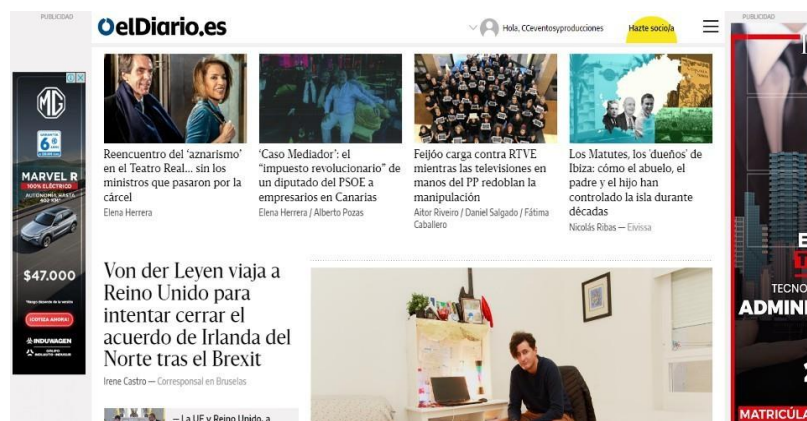 PUBLICIDAD
elDiario.es
Hola, CCeventosyproducciones
Hazte socio/a
PUBLICIDAD
Reencuentro del ‘aznarismo’
en el Teatro Real... sin los
ministros que pasaron por la
cárcel
Elena Herrera
‘Caso Mediador’: el
“impuesto revolucionario” de
un diputado del PSOE a
empresarios en Canarias
Elena Herrera / Alberto Pozas
Feijóo carga contra RTVE
mientras las televisiones en
manos del PP redoblan la
manipulación
Aitor Riveiro / Daniel Salgado / Fátima
Caballero
Los Matutes, los ‘dueños’ de
Ibiza: cómo el abuelo, el
padre y el hijo han
controlado la isla durante
décadas
Nicolás Ribas — Eivissa
MG
6
MARVEL R
100% ELÉCTRICO
AUTONOMÍA HASTA
$47.000
¡COTIZA AHORA!
INDUWAGEN
Von der Leyen viaja a
Reino Unido para
intentar cerrar el
acuerdo de Irlanda del
Norte tras el Brexit
Irene Castro — Corresponsal en Bruselas
— La UE y Reino Unido, a
TECNO
ADMINI
MATRICÚLA